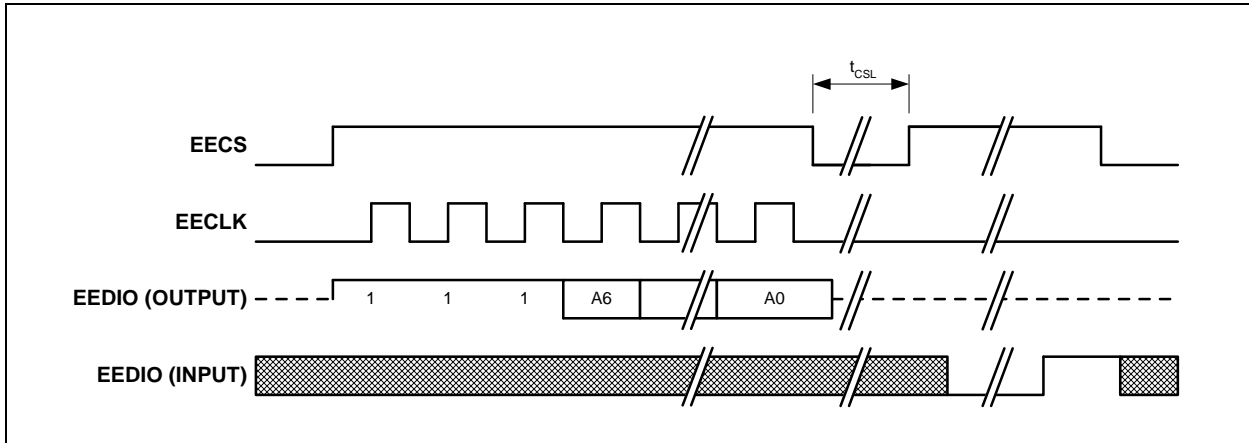 tCSL
EECS
EECLK
EEDIO (OUTPUT)
1 1 1 A6 A0
EEDIO (INPUT)